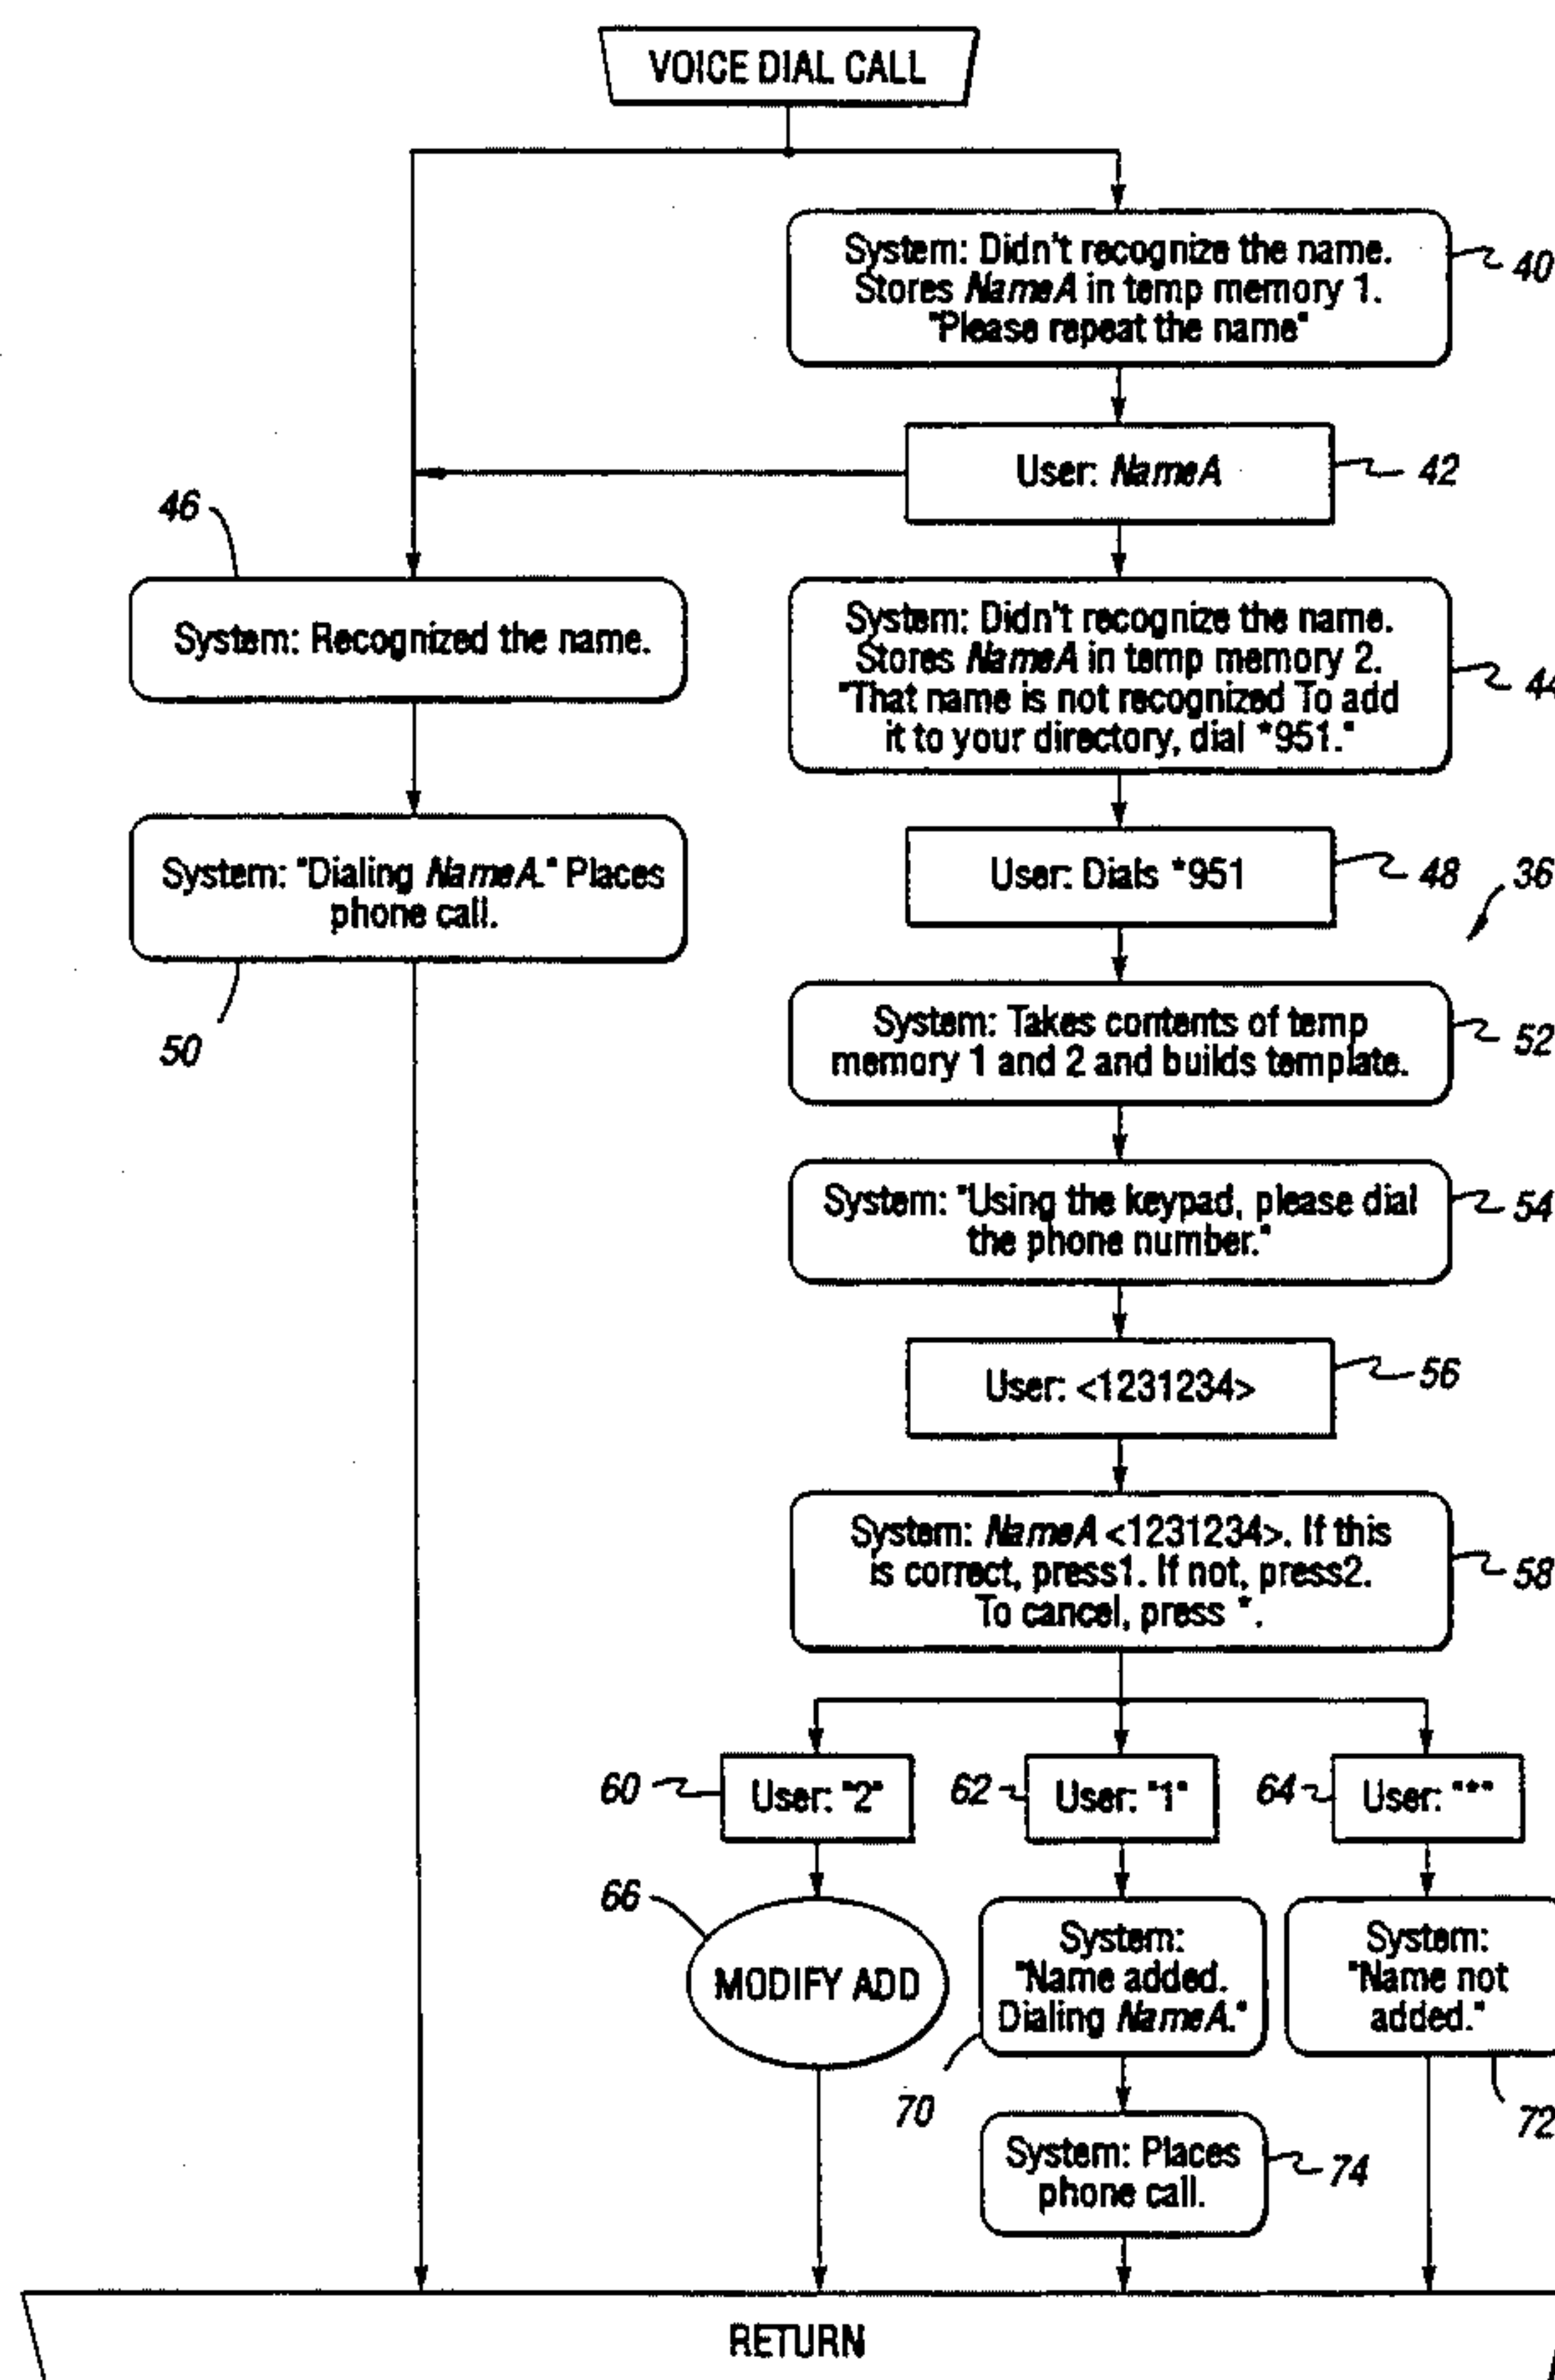 VOICE DIAL CALL
System: Didn't recognize the name.
Stores NameA in temp memory 1.
"Please repeat the name"
40
User: NameA
42
46
System: Recognized the name.
System: Didn't recognize the name.
Stores NameA in temp memory 2.
"That name is not recognized To add
it to your directory, dial *951."
44
System: "Dialing NameA." Places
phone call.
50
User: Dials *951
48
36
System: Takes contents of temp
memory 1 and 2 and builds template.
52
System: "Using the keypad, please dial
the phone number."
54
User: <1231234>
56
System: NameA <1231234>. If this
is correct, press1. If not, press2.
To cancel, press *.
58
60
User: "2"
62
User: "1"
64
User: "*"
66
MODIFY ADD
System:
"Name added.
Dialing NameA."
70
System:
"Name not
added."
72
System: Places
phone call.
74
RETURN